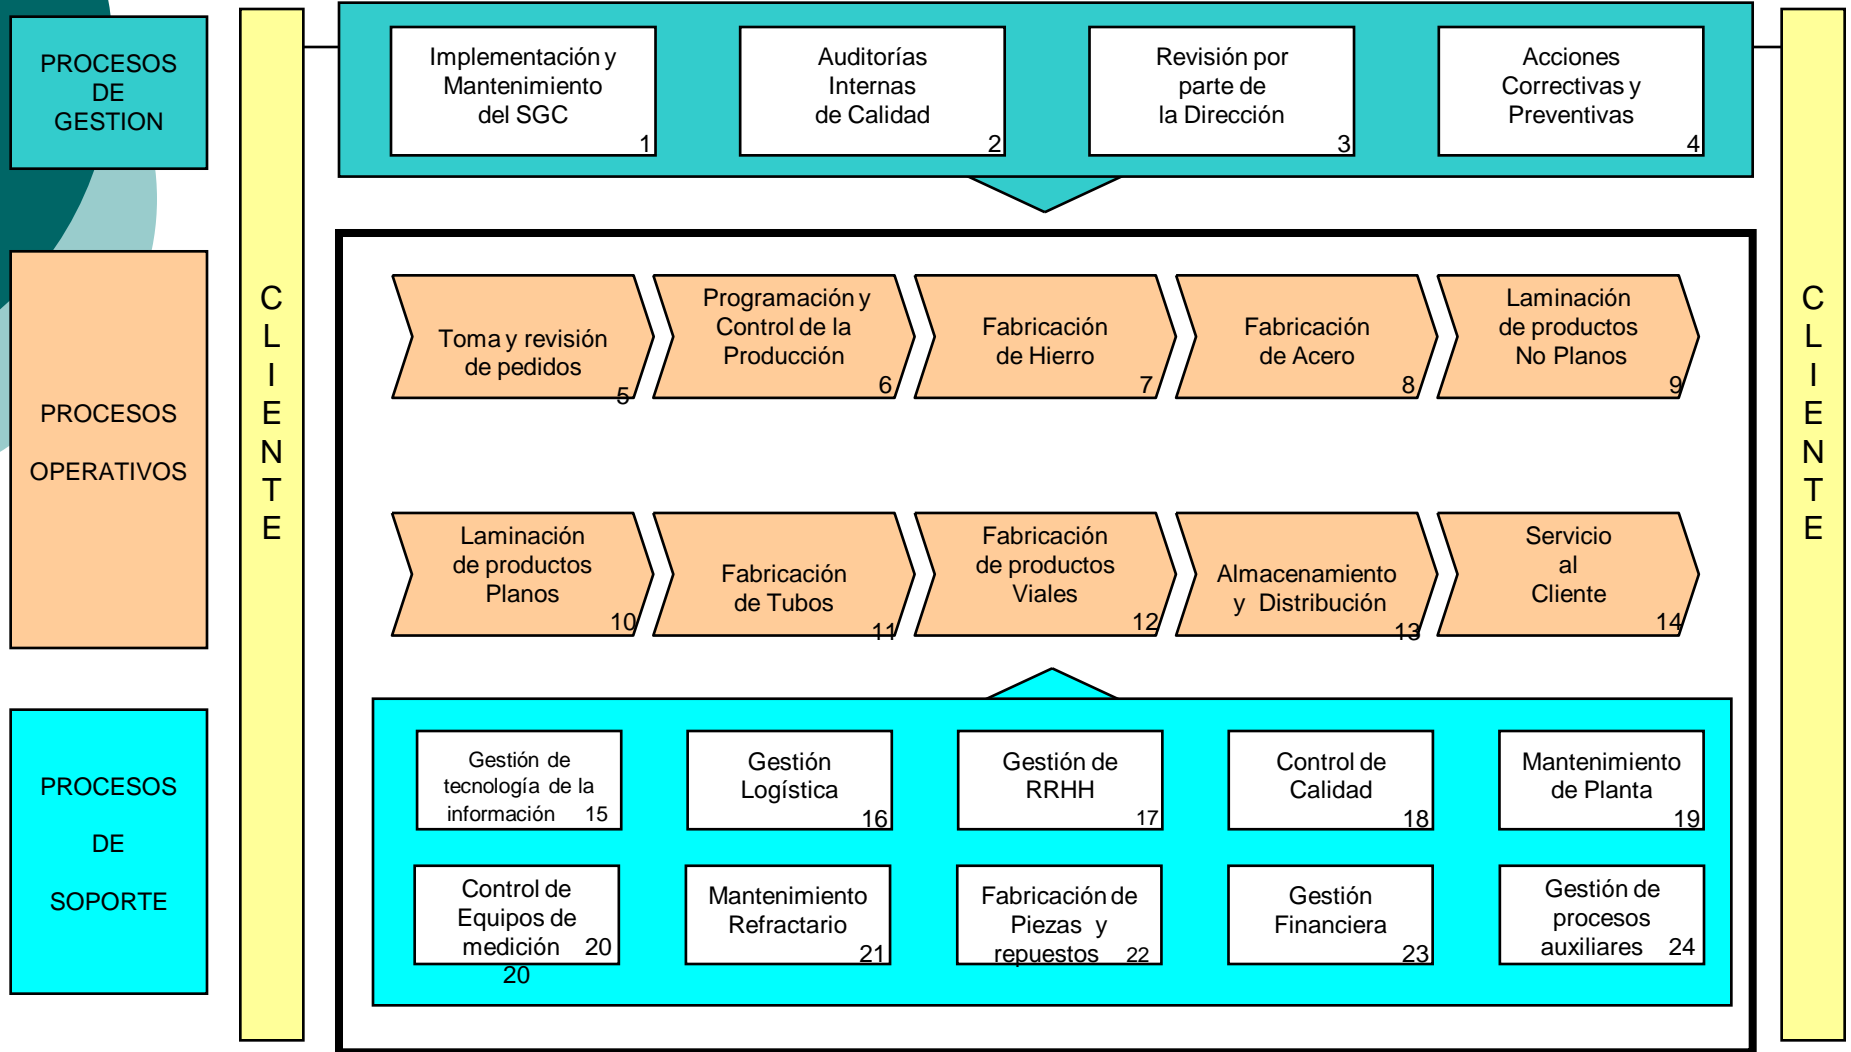 PROCESOS
DE
GESTION
C
L
I
E
N
T
E
Implementación y
Mantenimiento
del SGC
1
Auditorías
Internas
de Calidad
2
Revisión por
parte de
la Dirección
3
Acciones
Correctivas y
Preventivas
4
C
L
I
E
N
T
E
PROCESOS
OPERATIVOS
Toma y revisión
de pedidos
5
Programación y
Control de la
Producción
6
Fabricación
de Hierro
7
Fabricación
de Acero
8
Laminación
de productos
No Planos
9
Laminación
de productos
Planos
10
Fabricación
de Tubos
11
Fabricación
de productos
Viales
12
Almacenamiento
y Distribución
13
Servicio
al
Cliente
14
PROCESOS
DE
SOPORTE
Gestión de
tecnología de la
información 15
Gestión
Logística
16
Gestión de
RRHH
17
Control de
Calidad
18
Mantenimiento
de Planta
19
Control de
Equipos de
medición 20
20
Mantenimiento
Refractario
21
Fabricación de
Piezas y
repuestos 22
Gestión
Financiera
23
Gestión de
procesos
auxiliares 24